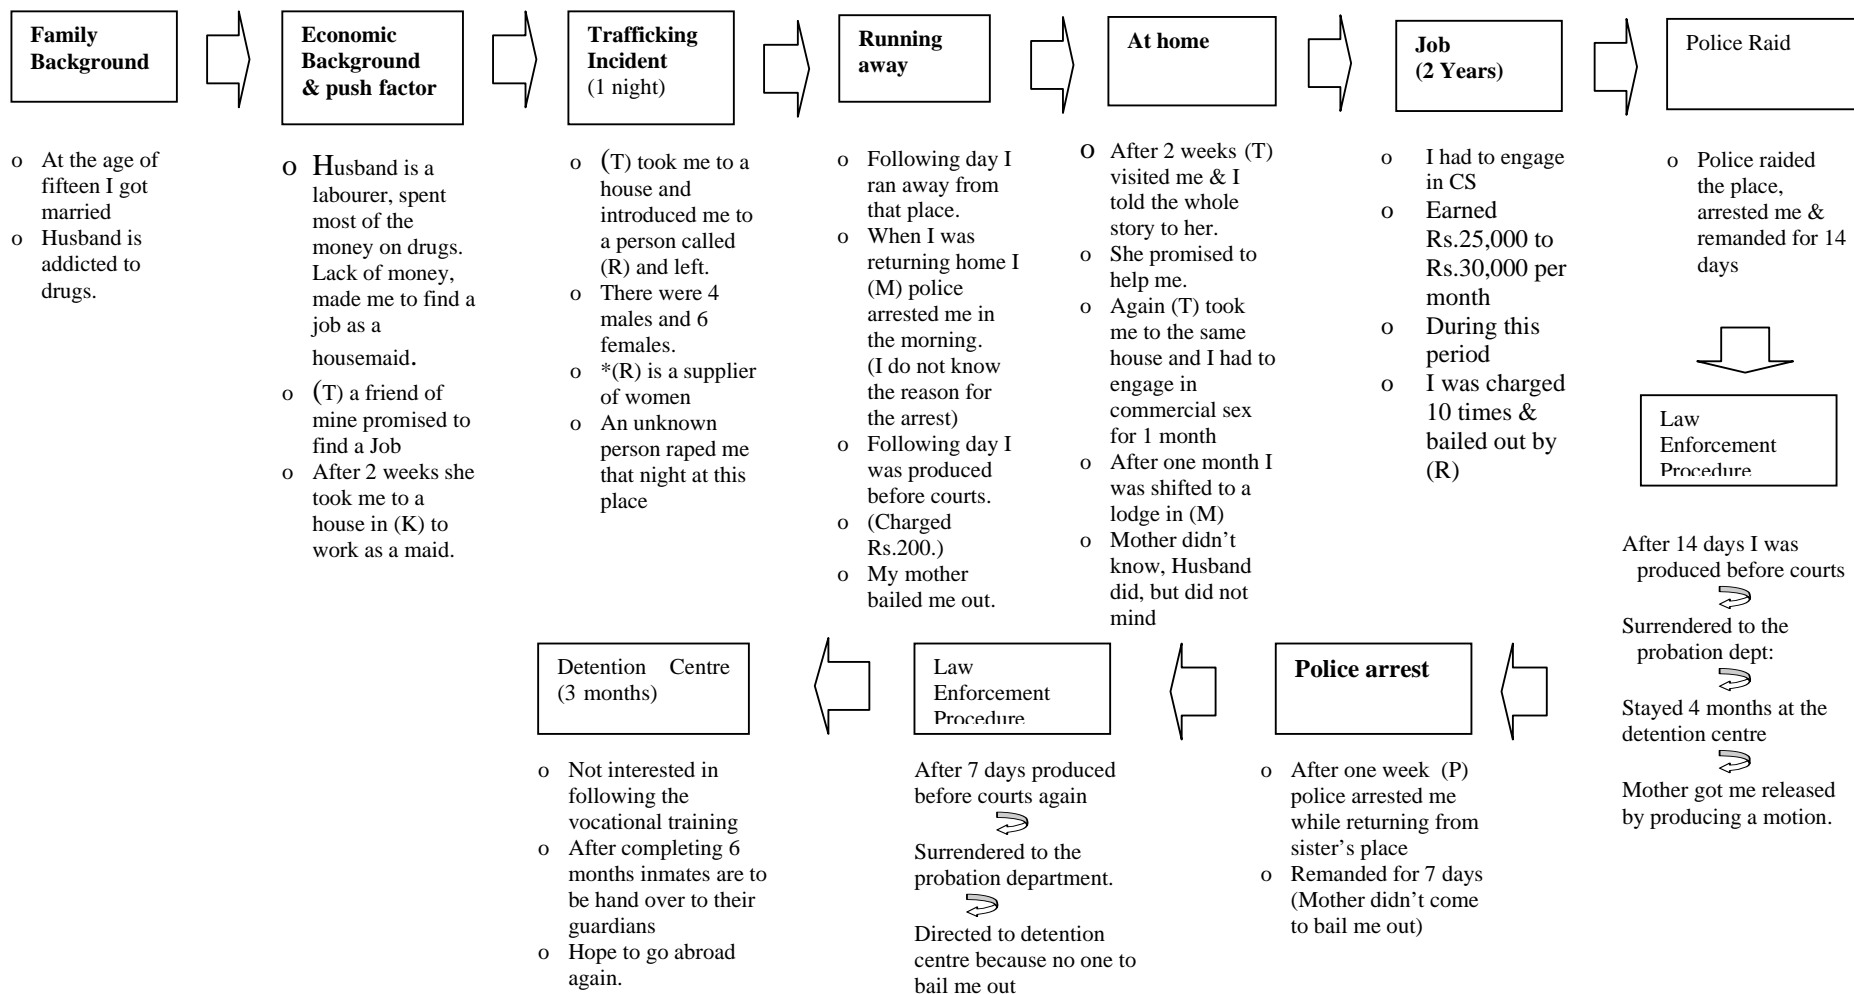 Family
Background
o At the age of
fifteen I got
married
o Husband is
addicted to
drugs.
Economic
Background
& push factor
o Husband is a
labourer, spent
most of the
money on drugs.
Lack of money,
made me to find a
job as a
housemaid.
o (T) a friend of
mine promised to
find a Job
o After 2 weeks she
took me to a
house in (K) to
work as a maid.
Trafficking
Incident
(1 night)
o (T) took me to a
house and
introduced me to
a person called
(R) and left.
o There were 4
males and 6
females.
o *(R) is a supplier
of women
o An unknown
person raped me
that night at this
place
Running
away
o Following day I
ran away from
that place.
o When I was
returning home I
(M) police
arrested me in
the morning.
(I do not know
the reason for
the arrest)
o Following day I
was produced
before courts.
o (Charged
Rs.200.)
o My mother
bailed me out.
At home
o After 2 weeks (T)
visited me & I
told the whole
story to her.
o She promised to
help me.
o Again (T) took
me to the same
house and I had to
engage in
commercial sex
for 1 month
o After one month I
was shifted to a
lodge in (M)
o Mother didn't
know, Husband
did, but did not
mind
Job
(2 Years)
o I had to engage
in CS
o Earned
Rs.25,000 to
Rs.30,000 per
month
o During this
period
o I was charged
10 times &
bailed out by
(R)
Police Raid
o Police raided
the place,
arrested me &
remanded for 14
days
Law
Enforcement
Procedure
After 14 days I was
produced before courts
Surrendered to the
probation dept:
Stayed 4 months at the
detention centre
Mother got me released
by producing a motion.
Police arrest
o After one week (P)
police arrested me
while returning from
sister's place
o Remanded for 7 days
(Mother didn't come
to bail me out)
Law
Enforcement
Procedure
After 7 days produced
before courts again
Surrendered to the
probation department.
Directed to detention
centre because no one to
bail me out
Detention Centre
(3 months)
o Not interested in
following the
vocational training
o After completing 6
months inmates are to
be hand over to their
guardians
o Hope to go abroad
again.